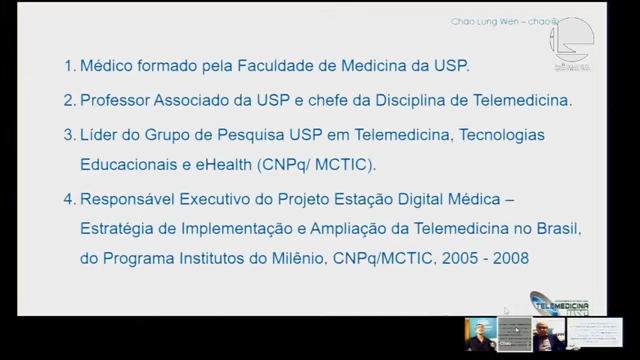 Chao Lung Wen – chao@
1. Médico formado pela Faculdade de Medicina da USP.
2. Professor Associado da USP e chefe da Disciplina de Telemedicina.
3. Líder do Grupo de Pesquisa USP em Telemedicina, Tecnologias
Educacionais e eHealth (CNPq/ MCTIC).
4. Responsável Executivo do Projeto Estação Digital Médica –
Estratégia de Implementação e Ampliação da Telemedicina no Brasil,
do Programa Institutos do Milênio, CNPq/MCTIC, 2005 - 2008
TELEMEDICINA
USP
Chao